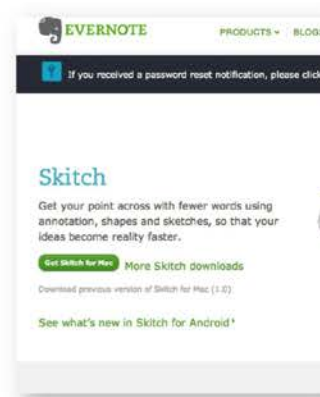 EVERNOTE
PRODUCTS BLOG
If you received a password reset notification, please click
Skitch
Get your point across with fewer words using
annotation, shapes and sketches, so that your
ideas become reality faster.
Get Skitch for Mac More Skitch downloads
Download previous version of Skitch for Mac (1.0)
See what's new in Skitch for Android